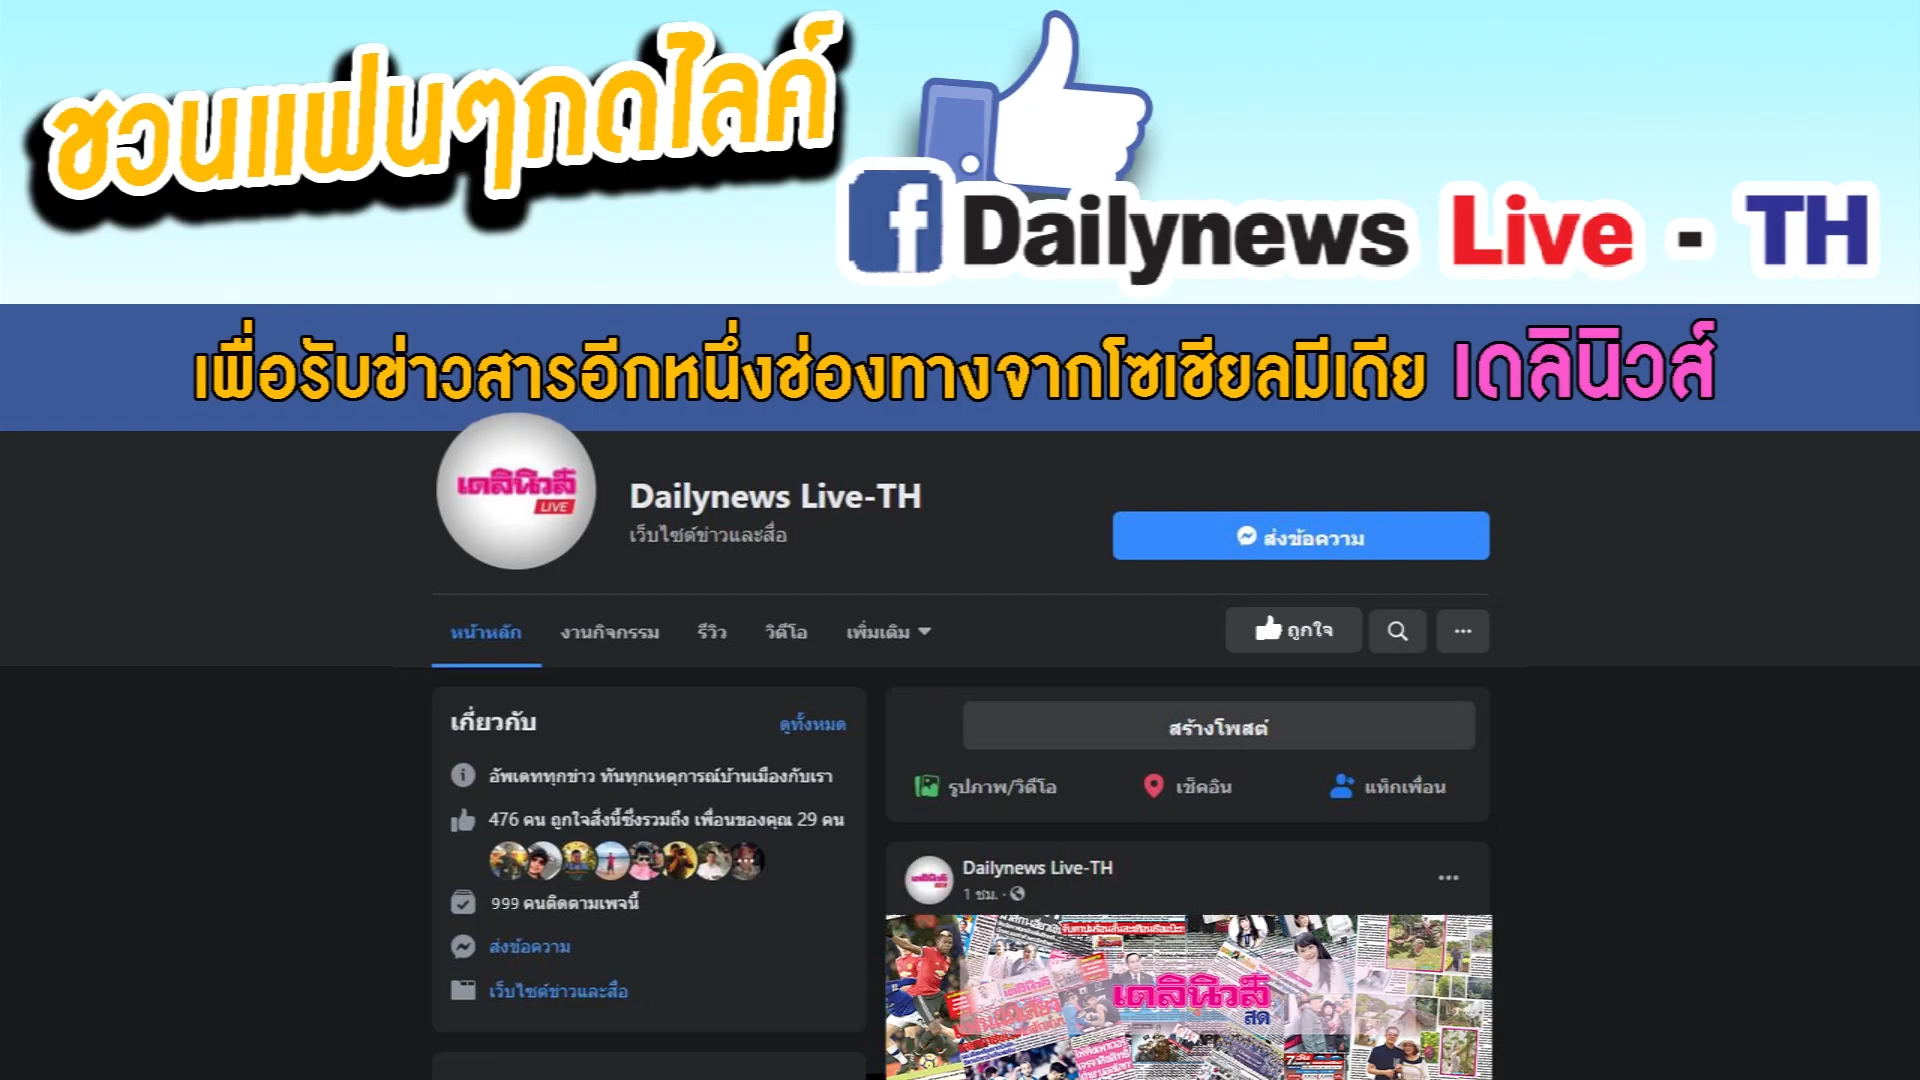 ชวนแฟนๆกดไลค์
f Dailynews Live - TH
เพื่อรับข่าวสารอีกหนึ่งช่องทางจากโซเชียลมีเดีย เดลินิวส์
เดลินิวส์
LIVE
Dailynews Live-TH
เว็บไซต์ข่าวและสื่อ
ส่งข้อความ
หน้าหลัก งานกิจกรรม รีวิว วิดีโอ เพิ่มเติม
ถูกใจ
เกี่ยวกับ ดูทั้งหมด
อัพเดททุกข่าว ทันทุกเหตุการณ์บ้านเมืองกับเรา
476 คน ถูกใจสิ่งนี้ซึ่งรวมถึง เพื่อนของคุณ 29 คน
999 คนติดตามเพจนี้
ส่งข้อความ
เว็บไซต์ข่าวและสื่อ
สร้างโพสต์
รูปภาพ/วิดีโอ เช็คอิน แท็กเพื่อน
Dailynews Live-TH
1 ชม.
เดลินิวส์
สด